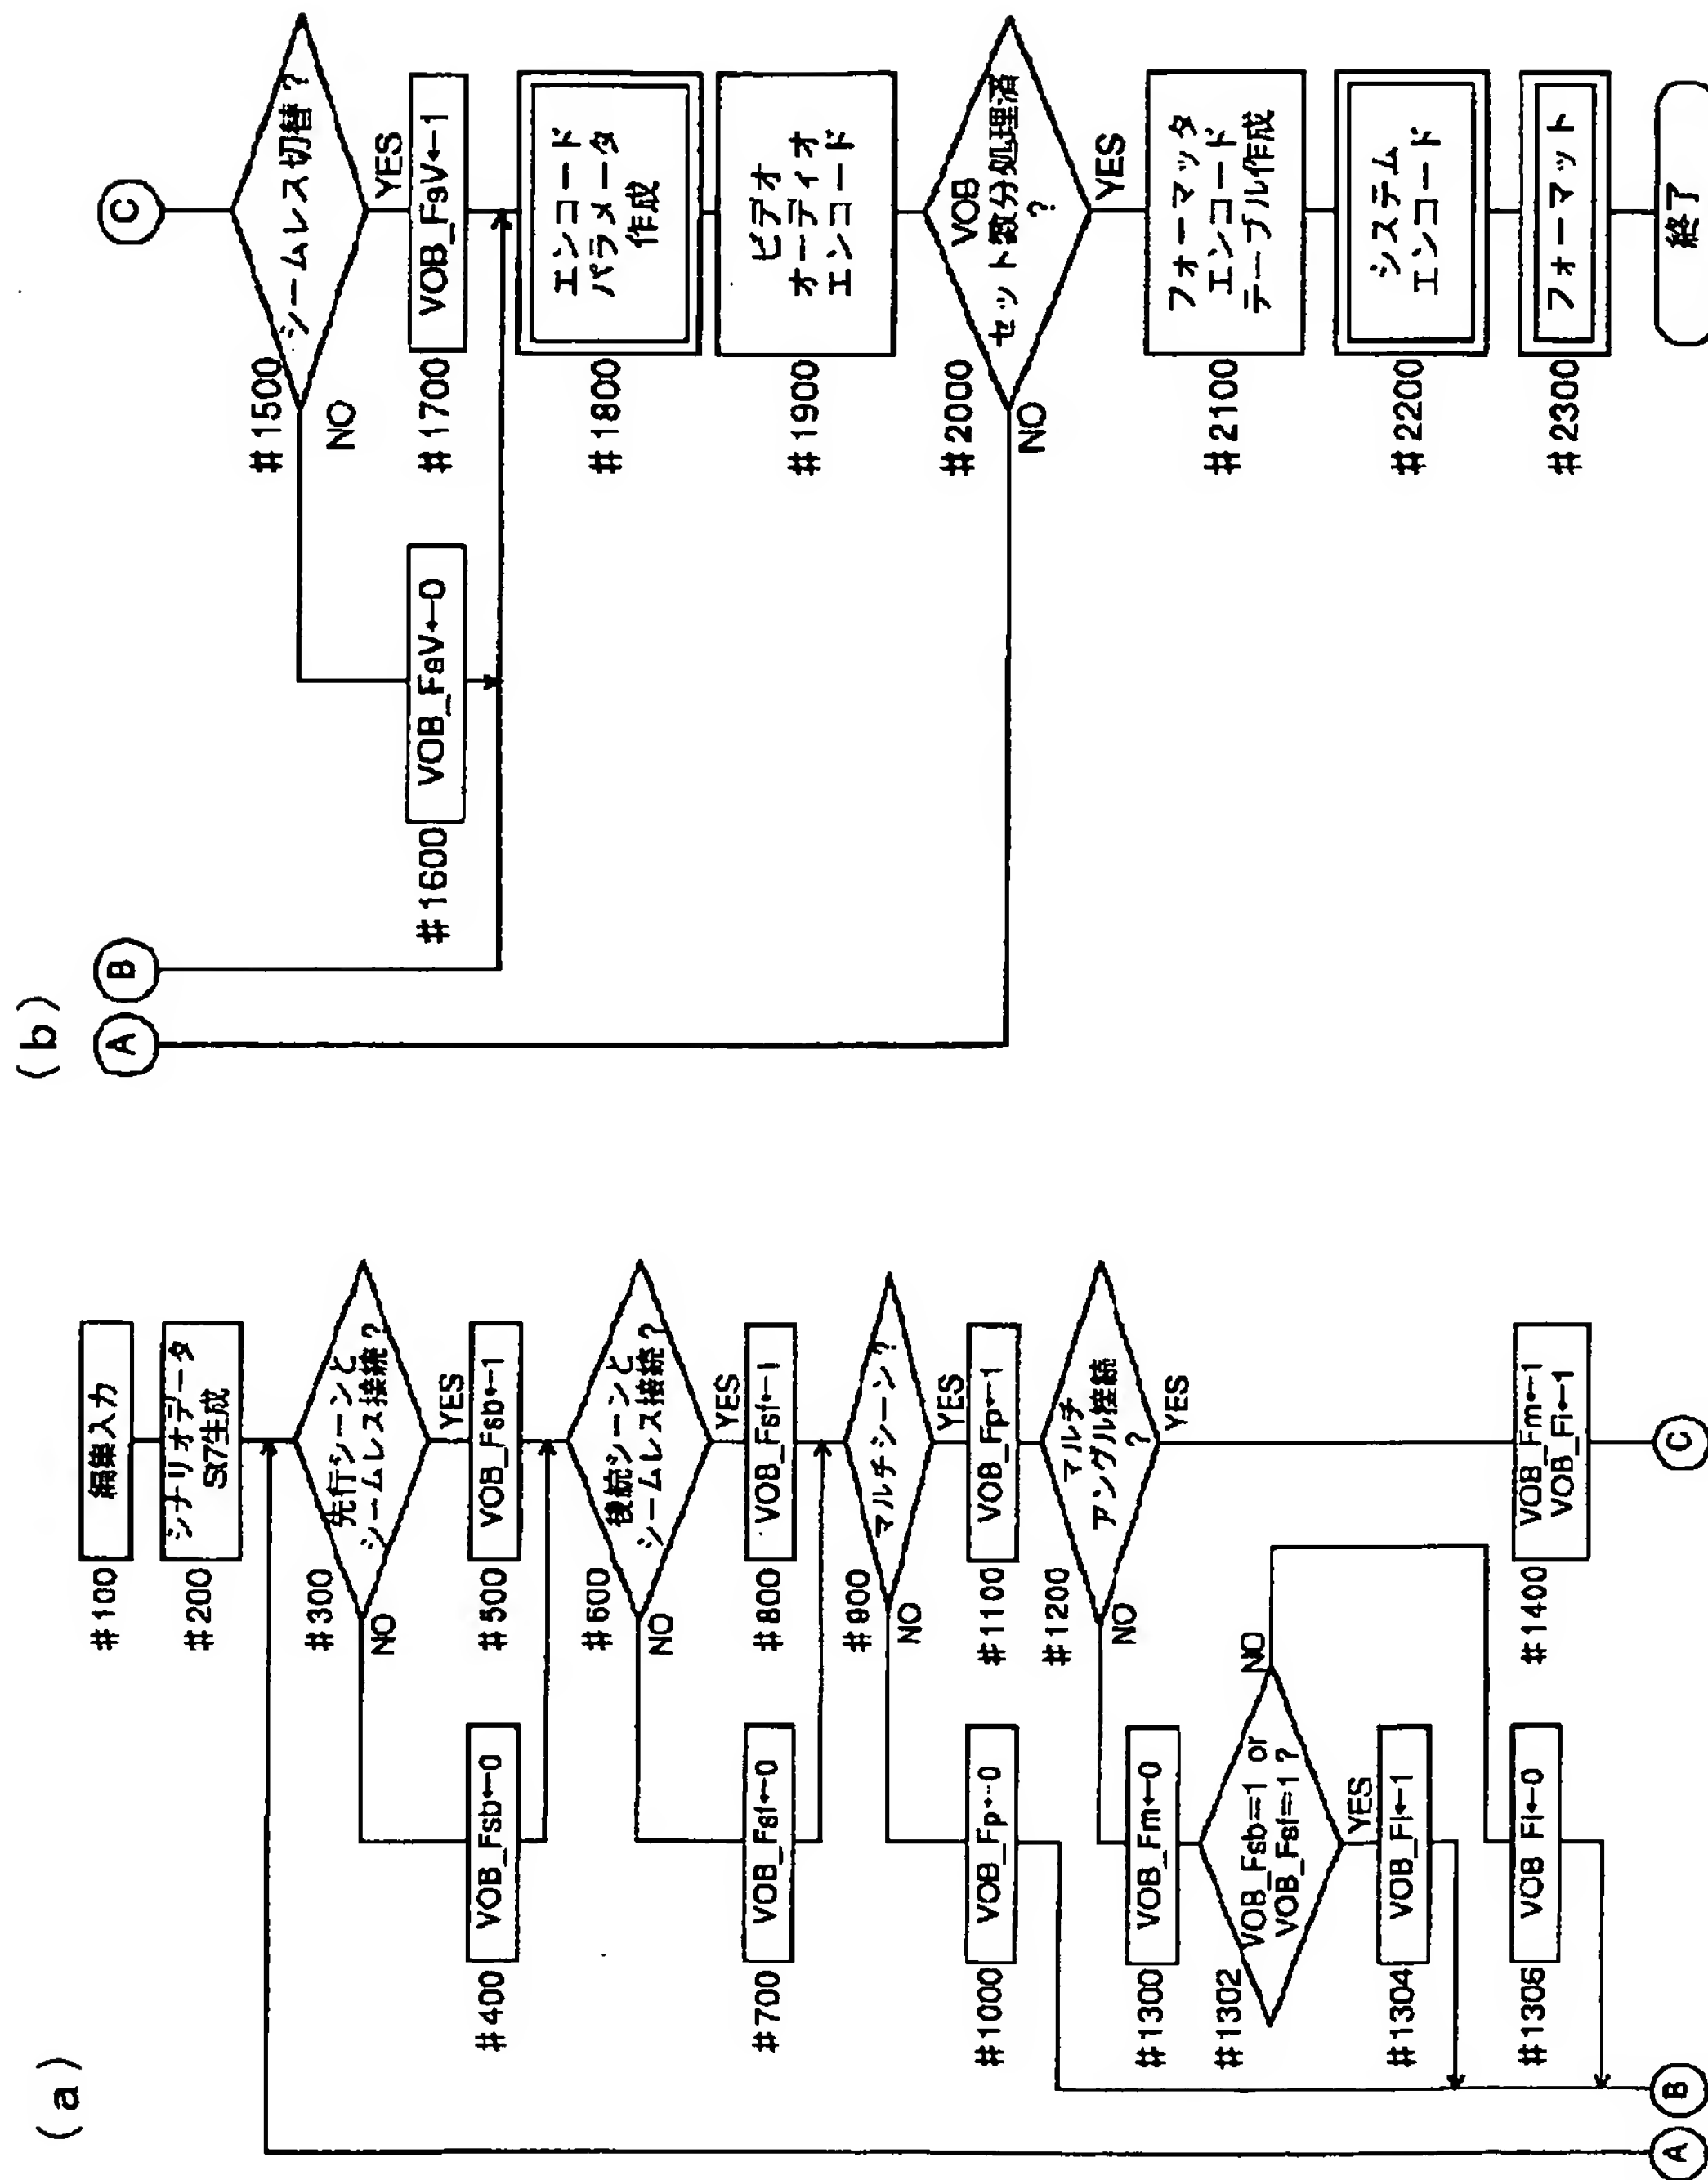 (a)
#100
編集入力
#200
シナリオデータ
St7生成
#300
先行シーンと
シームレス接続?
NO
YES
#400
VOB_Fsb←0
#500
VOB_Fsb←1
#600
後続シーンと
シームレス接続?
NO
YES
#700
VOB_Fsf←0
#800
VOB_Fsf←1
#900
マルチシーン?
NO
YES
#1000
VOB_Fp←0
#1100
VOB_Fp←1
#1200
マルチ
アングル接続
?
NO
YES
#1300
VOB_Fm←0
#1302
VOB_Fsb=1 or
VOB_Fsf=1?
NO
YES
#1304
VOB_Fi←1
#1306
VOB_Fi←0
#1400
VOB_Fm←1
VOB_Fi←1
A
B
C
(b)
A
B
C
#1500
シームレス切替?
NO
YES
#1600
VOB_FsV←0
#1700
VOB_FsV←1
#1800
エンコード
パラメータ
作成
#1900
ビデオ
オーディオ
エンコード
#2000
VOB
セット数分処理済
?
NO
YES
#2100
フォーマッタ
エンコード
テーブル作成
#2200
システム
エンコード
#2300
フォーマット
終了